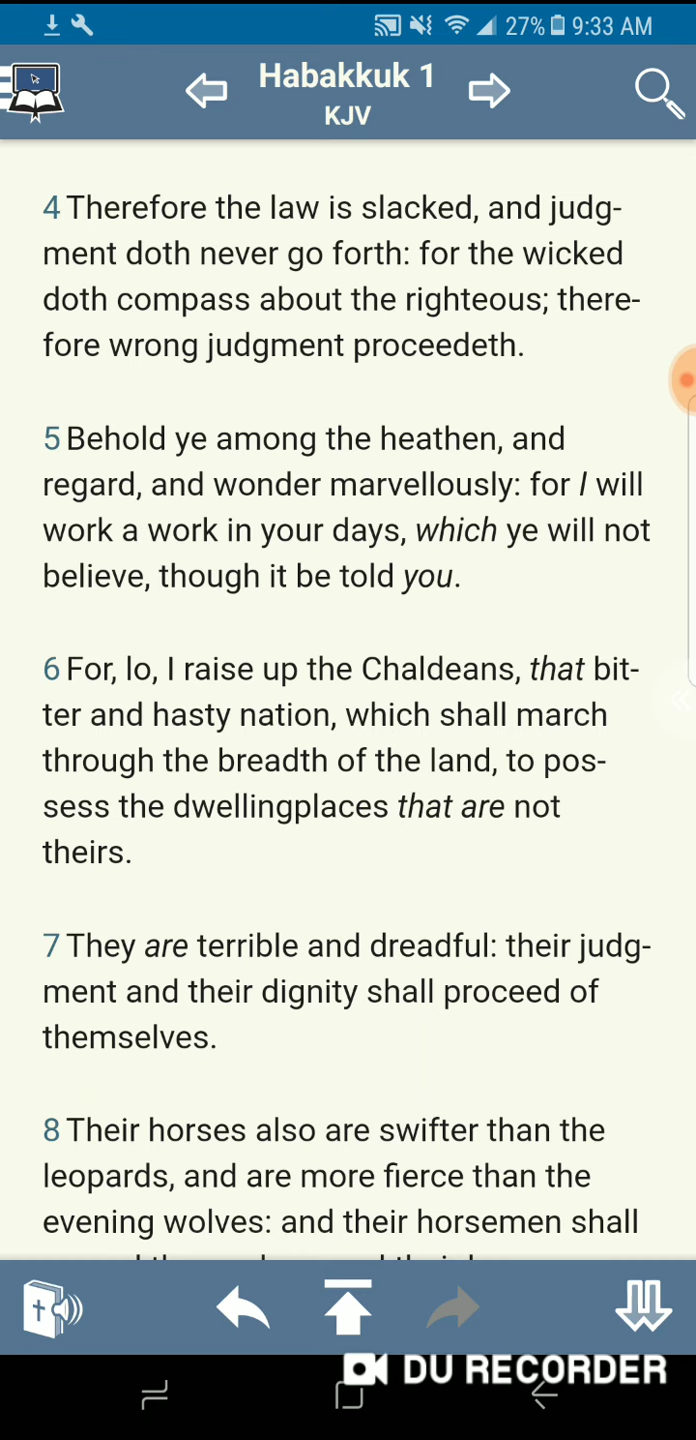 27% 9:33 AM
Habakkuk 1
KJV
4 Therefore the law is slacked, and judg-
ment doth never go forth: for the wicked
doth compass about the righteous; there-
fore wrong judgment proceedeth.
5 Behold ye among the heathen, and
regard, and wonder marvellously: for I will
work a work in your days, which ye will not
believe, though it be told you.
6 For, lo, I raise up the Chaldeans, that bit-
ter and hasty nation, which shall march
through the breadth of the land, to pos-
sess the dwellingplaces that are not
theirs.
7 They are terrible and dreadful: their judg-
ment and their dignity shall proceed of
themselves.
8 Their horses also are swifter than the
leopards, and are more fierce than the
evening wolves: and their horsemen shall
DU RECORDER